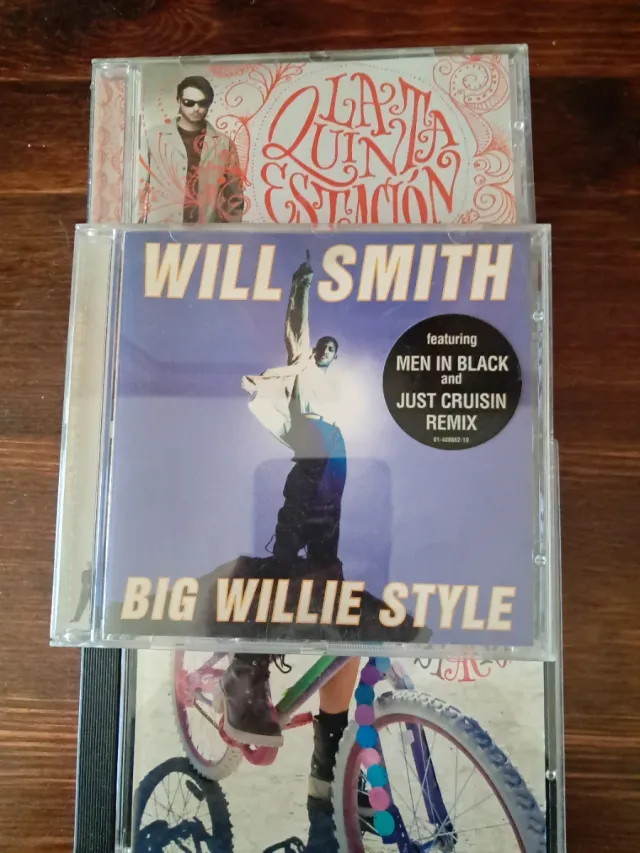 LA
QUINTA
ESTACIÓN
WILL SMITH
featuring
MEN IN BLACK
and
JUST CRUISIN
REMIX
BIG WILLIE STYLE